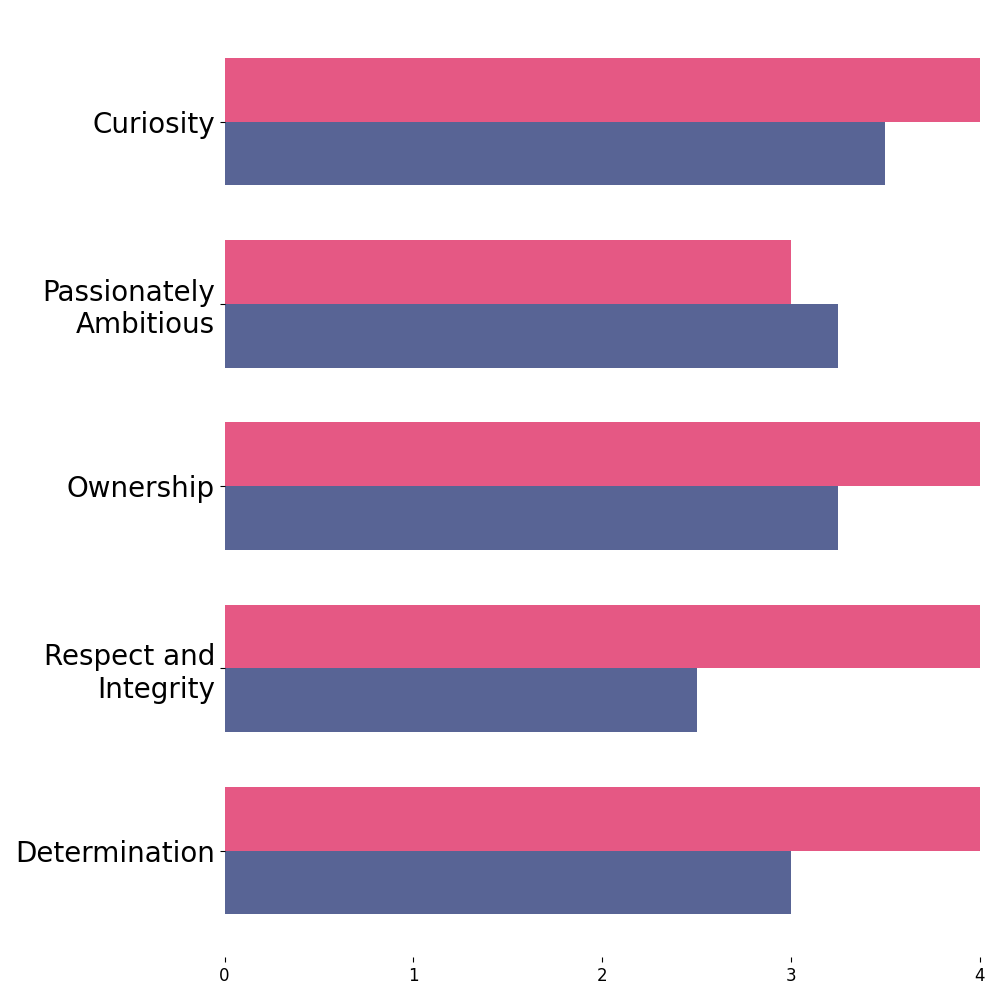 Curiosity
Passionately
Ambitious
Ownership
Respect and
Integrity
Determination
0 1 2 3 4